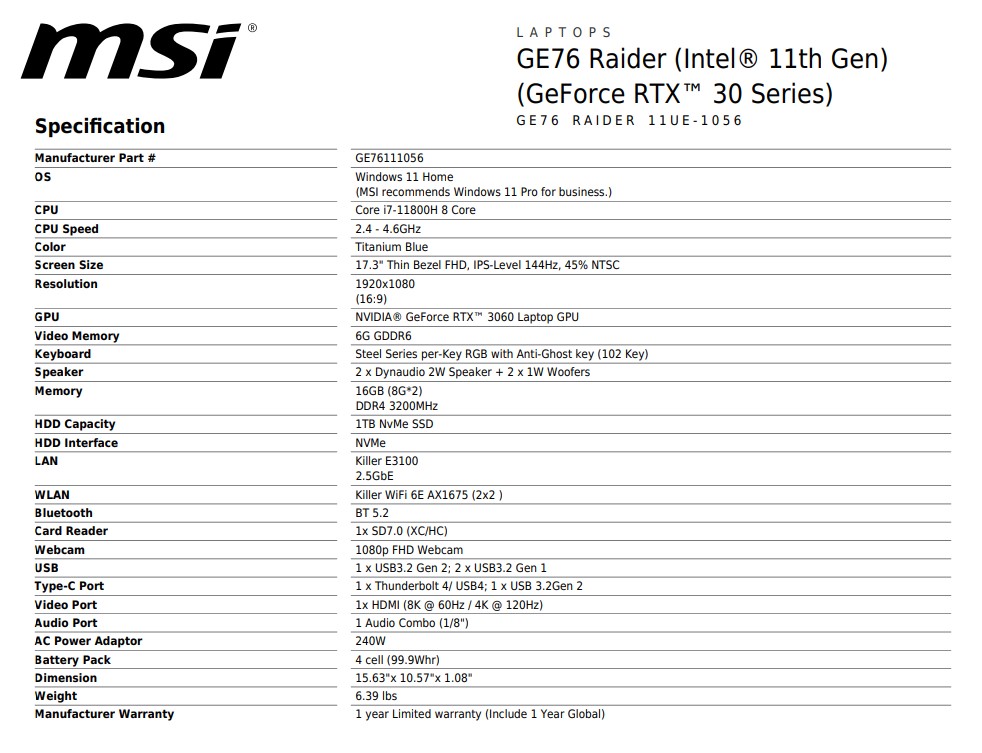 msi®
LAPTOPS
GE76 Raider (Intel® 11th Gen)
(GeForce RTX™ 30 Series)
GE76 RAIDER 11UE-1056
Specification
Manufacturer Part # GE76111056
OS Windows 11 Home
(MSI recommends Windows 11 Pro for business.)
CPU Core i7-11800H 8 Core
CPU Speed 2.4 - 4.6GHz
Color Titanium Blue
Screen Size 17.3" Thin Bezel FHD, IPS-Level 144Hz, 45% NTSC
Resolution 1920x1080
(16:9)
GPU NVIDIA® GeForce RTX™ 3060 Laptop GPU
Video Memory 6G GDDR6
Keyboard Steel Series per-Key RGB with Anti-Ghost key (102 Key)
Speaker 2 x Dynaudio 2W Speaker + 2 x 1W Woofers
Memory 16GB (8G*2)
DDR4 3200MHz
HDD Capacity 1TB NvMe SSD
HDD Interface NVMe
LAN Killer E3100
2.5GbE
WLAN Killer WiFi 6E AX1675 (2x2 )
Bluetooth BT 5.2
Card Reader 1x SD7.0 (XC/HC)
Webcam 1080p FHD Webcam
USB 1 x USB3.2 Gen 2; 2 x USB3.2 Gen 1
Type-C Port 1 x Thunderbolt 4/ USB4; 1 x USB 3.2Gen 2
Video Port 1x HDMI (8K @ 60Hz / 4K @ 120Hz)
Audio Port 1 Audio Combo (1/8")
AC Power Adaptor 240W
Battery Pack 4 cell (99.9Whr)
Dimension 15.63"x 10.57"x 1.08"
Weight 6.39 lbs
Manufacturer Warranty 1 year Limited warranty (Include 1 Year Global)